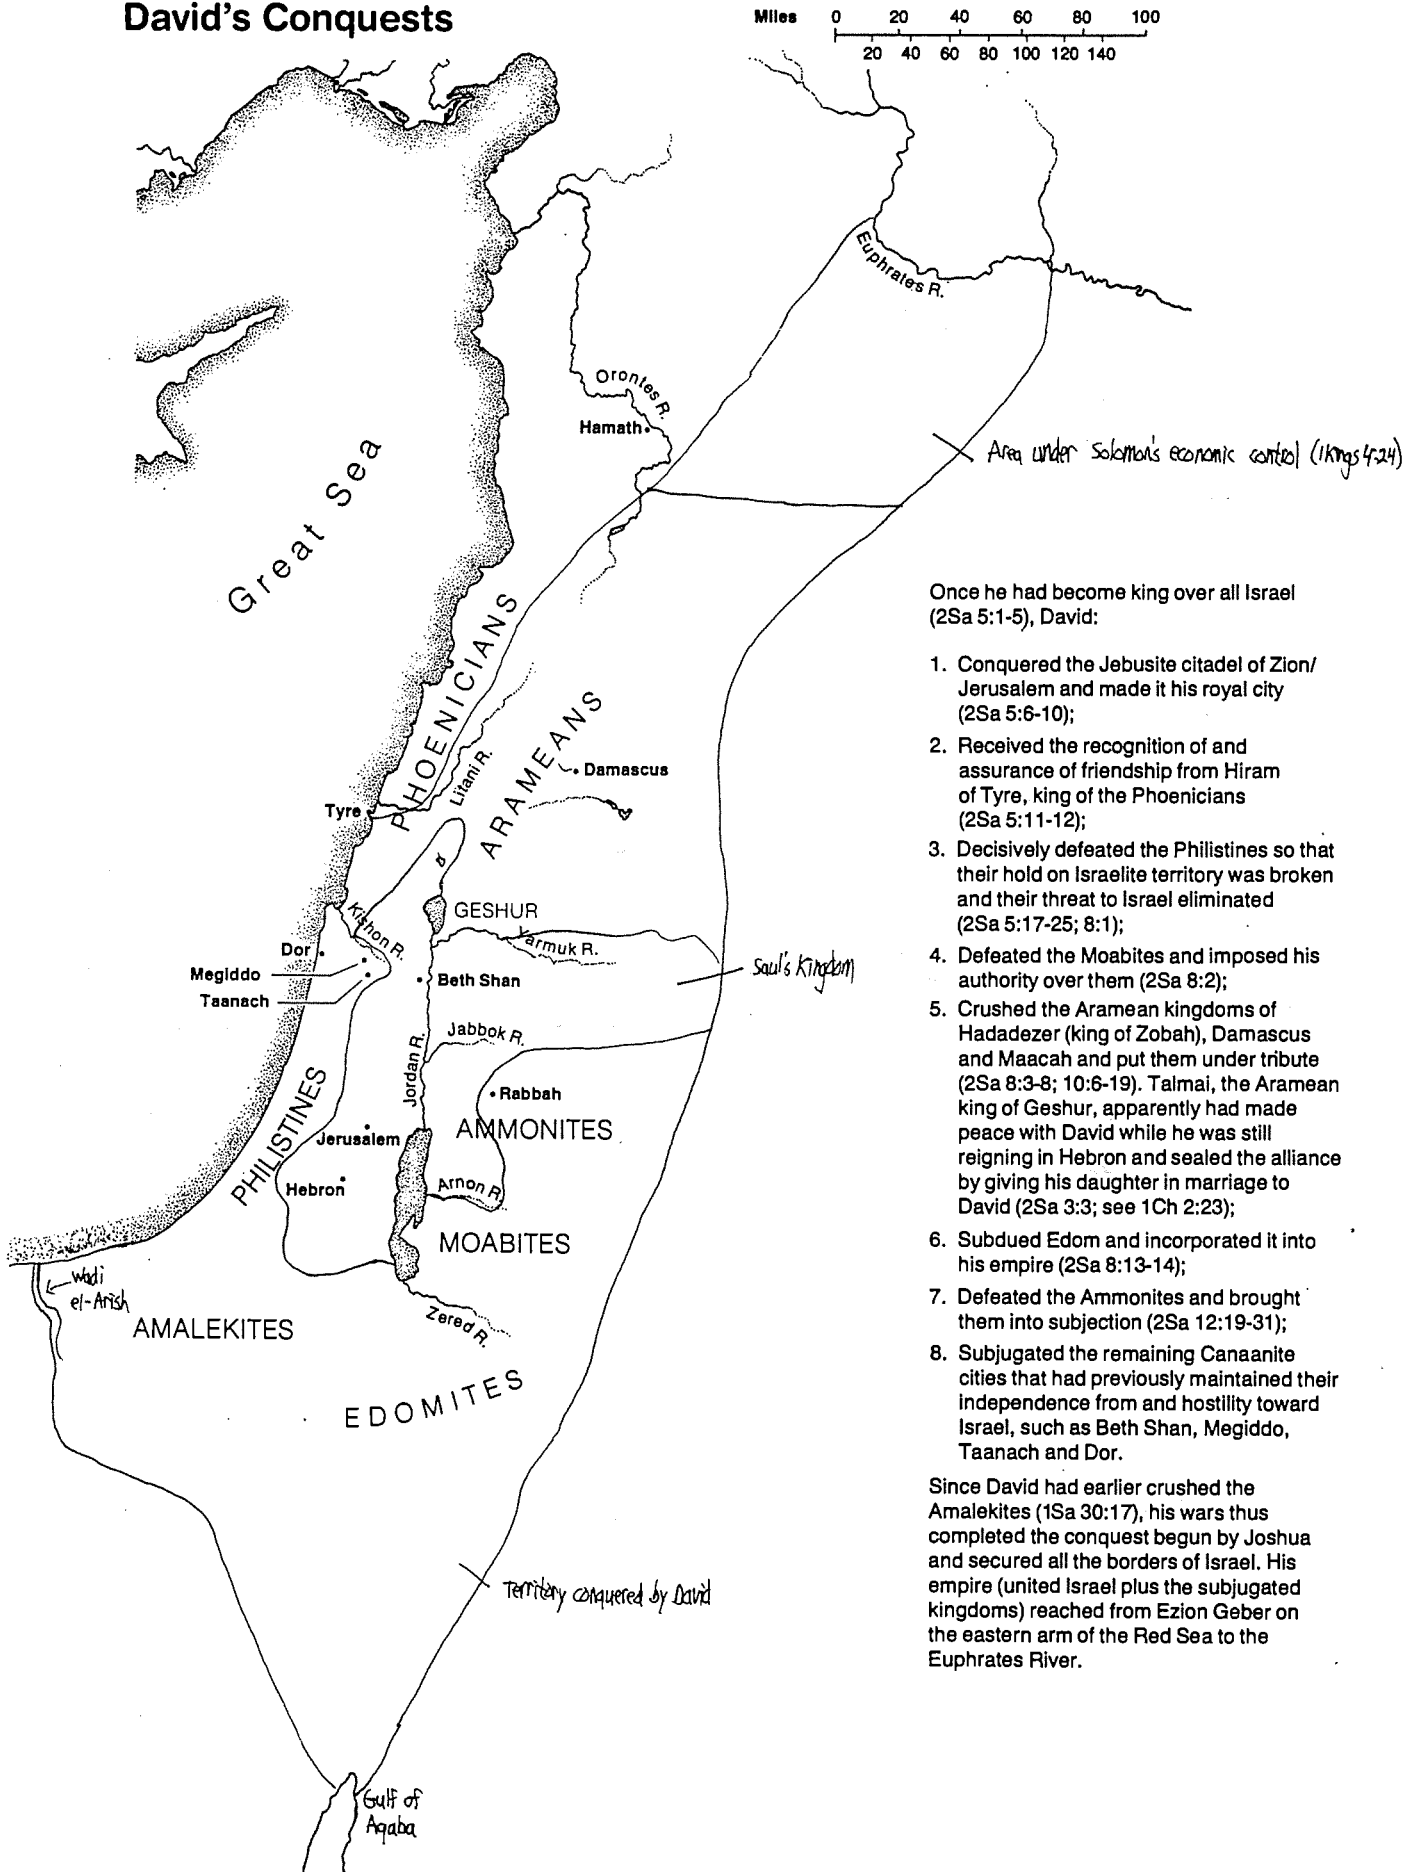 David's Conquests
Miles 0 20 40 60 80 100
20 40 60 80 100 120 140
Euphrates R.
Orontes R.
Hamath
Area under Solomon's economic control (1Kings 4:24)
Great Sea
PHOENICIANS
ARAMEANS
Litani R.
Damascus
Tyre
GESHUR
Kishon R.
Yarmuk R.
Dor
Megiddo
Taanach
Beth Shan
Saul's Kingdom
Jabbok R.
Jordan R.
Rabbah
PHILISTINES
Jerusalem
AMMONITES
Hebron
Arnon R.
MOABITES
Wadi
el-Arish
AMALEKITES
Zered R.
EDOMITES
Territory conquered by David
Gulf of
Aqaba
Once he had become king over all Israel
(2Sa 5:1-5), David:
1. Conquered the Jebusite citadel of Zion/
Jerusalem and made it his royal city
(2Sa 5:6-10);
2. Received the recognition of and
assurance of friendship from Hiram
of Tyre, king of the Phoenicians
(2Sa 5:11-12);
3. Decisively defeated the Philistines so that
their hold on Israelite territory was broken
and their threat to Israel eliminated
(2Sa 5:17-25; 8:1);
4. Defeated the Moabites and imposed his
authority over them (2Sa 8:2);
5. Crushed the Aramean kingdoms of
Hadadezer (king of Zobah), Damascus
and Maacah and put them under tribute
(2Sa 8:3-8; 10:6-19). Talmai, the Aramean
king of Geshur, apparently had made
peace with David while he was still
reigning in Hebron and sealed the alliance
by giving his daughter in marriage to
David (2Sa 3:3; see 1Ch 2:23);
6. Subdued Edom and incorporated it into
his empire (2Sa 8:13-14);
7. Defeated the Ammonites and brought
them into subjection (2Sa 12:19-31);
8. Subjugated the remaining Canaanite
cities that had previously maintained their
independence from and hostility toward
Israel, such as Beth Shan, Megiddo,
Taanach and Dor.
Since David had earlier crushed the
Amalekites (1Sa 30:17), his wars thus
completed the conquest begun by Joshua
and secured all the borders of Israel. His
empire (united Israel plus the subjugated
kingdoms) reached from Ezion Geber on
the eastern arm of the Red Sea to the
Euphrates River.